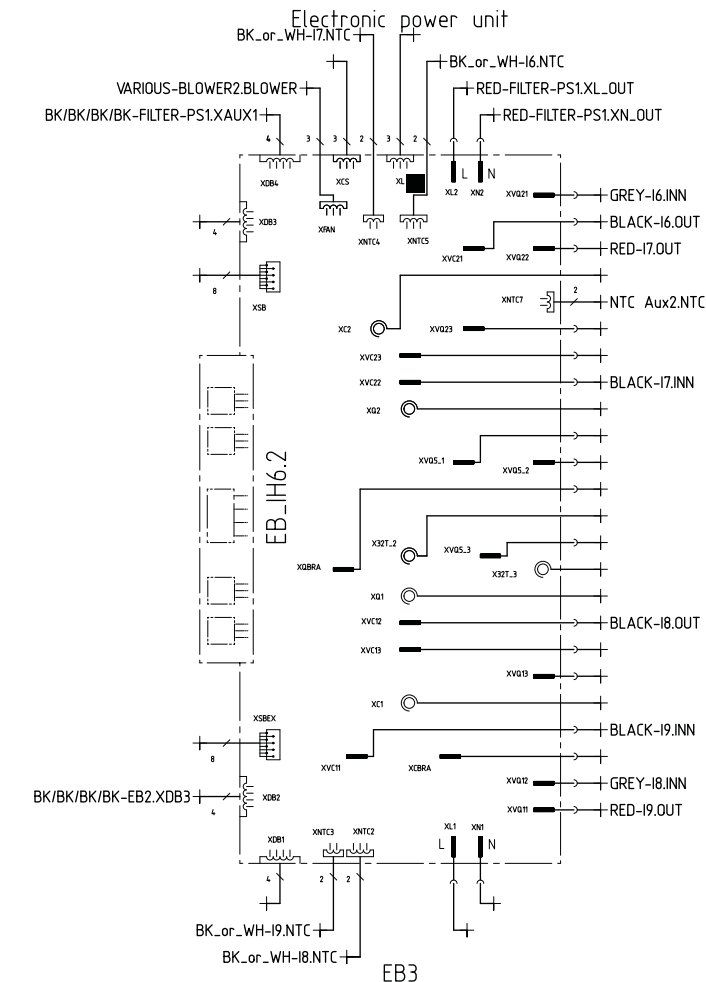 Electronic power unit
BK_or_WH-I7.NTC
BK_or_WH-I6.NTC
VARIOUS-BLOWER2.BLOWER
RED-FILTER-PS1.XL_OUT
BK/BK/BK/BK-FILTER-PS1.XAUX1
RED-FILTER-PS1.XN_OUT
4 3 3 2 3 2
XDB4 XCS XL L N
XL2 XN2 XVQ21 GREY-I6.INN
XDB3 XFAN XNTC4 XNTC5 BLACK-I6.OUT
4
XVC21 XVQ22 RED-I7.OUT
8
XSB
XNTC7 2 NTC Aux2.NTC
XC2 XVQ23
XVC23
XVC22 BLACK-I7.INN
XQ2
EB_IH6.2
XVQ5_1 XVQ5_2
X32T_2 XVQ5_3
XQBRA X32T_3
XQ1
XVC12 BLACK-I8.OUT
XVC13
XVQ13
XC1
XSBEX
BLACK-I9.INN
8
XVC11 XCBRA
XVQ12 GREY-I8.INN
BK/BK/BK/BK-EB2.XDB3 XDB2
4
XVQ11 RED-I9.OUT
XDB1 XNTC3 XNTC2 XL1 XN1
L N
4 2 2
BK_or_WH-I9.NTC
BK_or_WH-I8.NTC
EB3